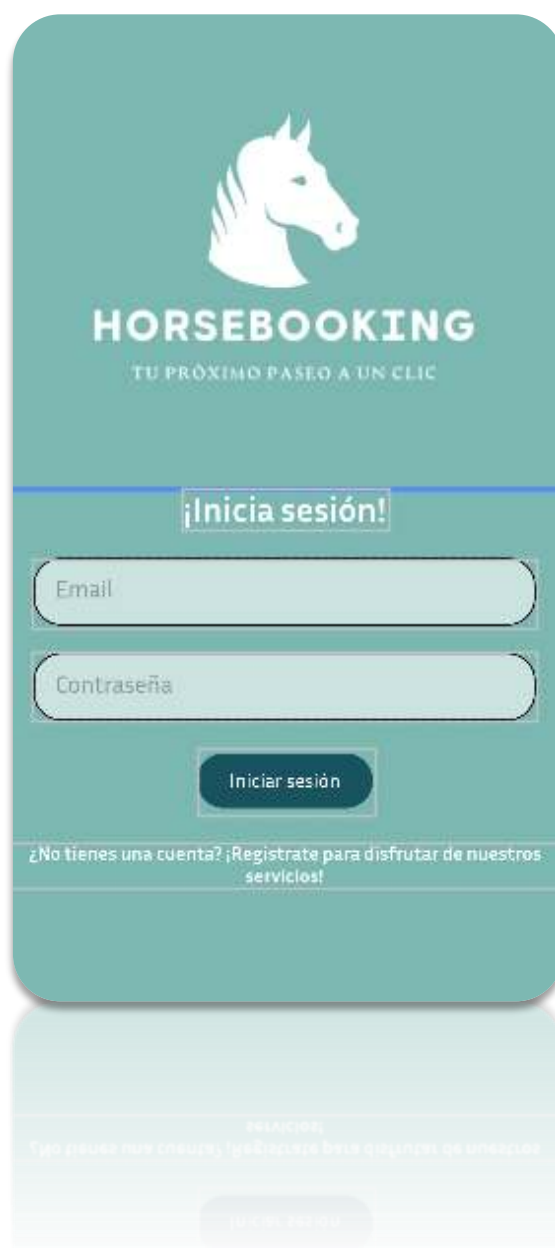 HORSEBOOKING
TU PRÓXIMO PASEO A UN CLIC
¡Inicia sesión!
Email
Contraseña
Iniciar sesión
¿No tienes una cuenta? ¡Registrate para disfrutar de nuestros
servicios!